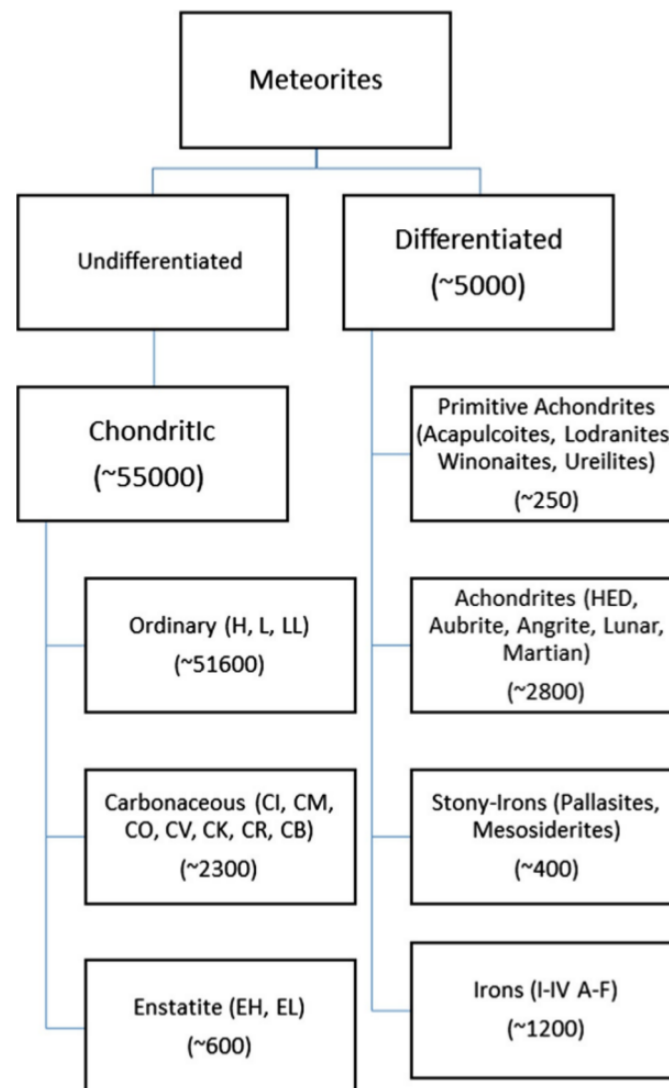 Meteorites
Undifferentiated
Differentiated
(~5000)
ChondritIc
(~55000)
Ordinary (H, L, LL)
(~51600)
Carbonaceous (CI, CM,
CO, CV, CK, CR, CB)
(~2300)
Enstatite (EH, EL)
(~600)
Primitive Achondrites
(Acapulcoites, Lodranites
Winonaites, Ureilites)
(~250)
Achondrites (HED,
Aubrite, Angrite, Lunar,
Martian)
(~2800)
Stony-Irons (Pallasites,
Mesosiderites)
(~400)
Irons (I-IV A-F)
(~1200)